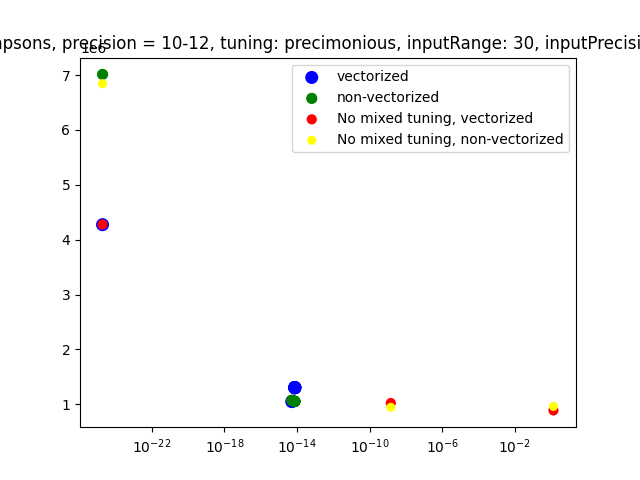 psons, precision = 10-12, tuning: precimonious, inputRange: 30, inputPrecisi
1e6
7
6
5
4
3
2
1
vectorized
non-vectorized
No mixed tuning, vectorized
No mixed tuning, non-vectorized
10⁻²² 10⁻¹⁸ 10⁻¹⁴ 10⁻¹⁰ 10⁻⁶ 10⁻²